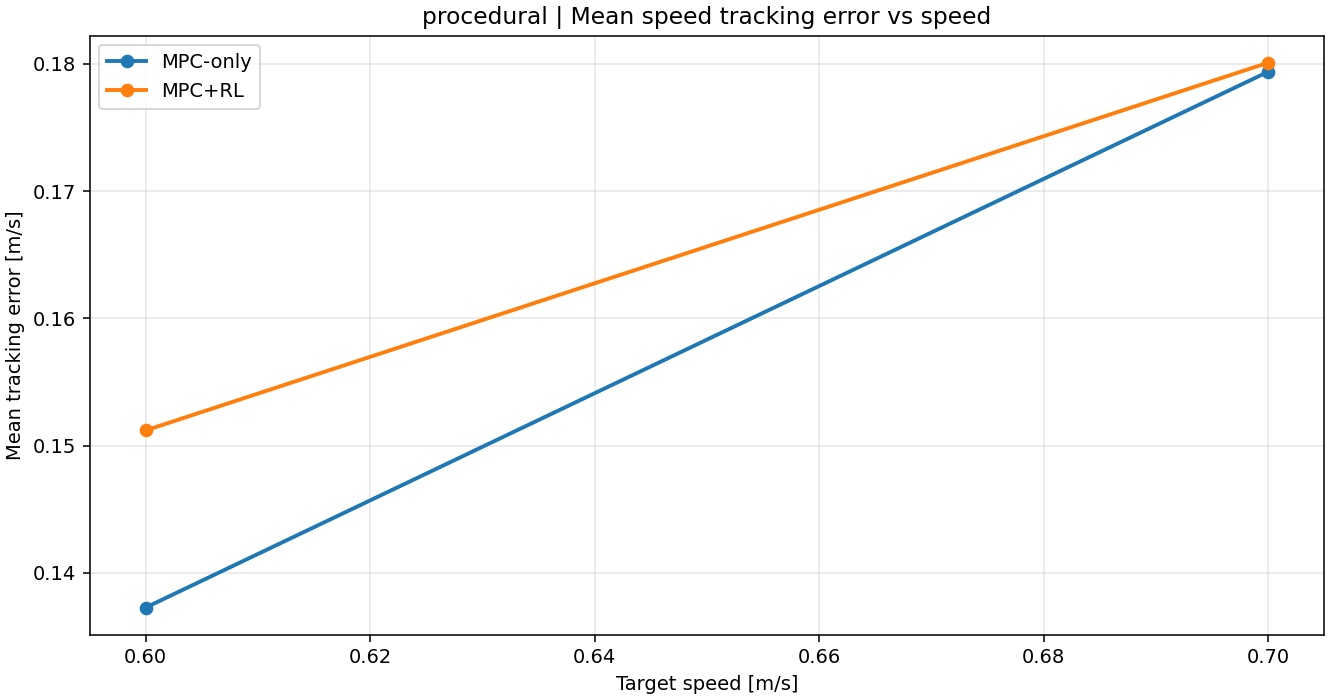 procedural | Mean speed tracking error vs speed
MPC-only
MPC+RL
Mean tracking error [m/s]
0.18
0.17
0.16
0.15
0.14
0.60 0.62 0.64 0.66 0.68 0.70
Target speed [m/s]